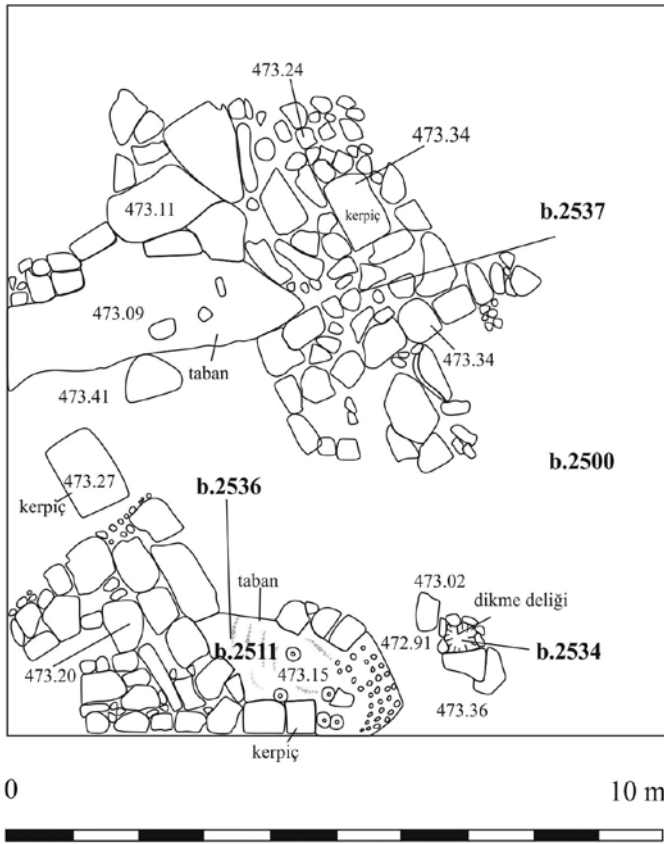 473.24
473.34
473.11
kerpiç
b.2537
473.09
taban
473.34
473.41
b.2500
473.27
kerpiç
b.2536
taban
473.02
dikme deliği
472.91
b.2511
b.2534
473.15
473.20
473.36
kerpiç
0 10 m